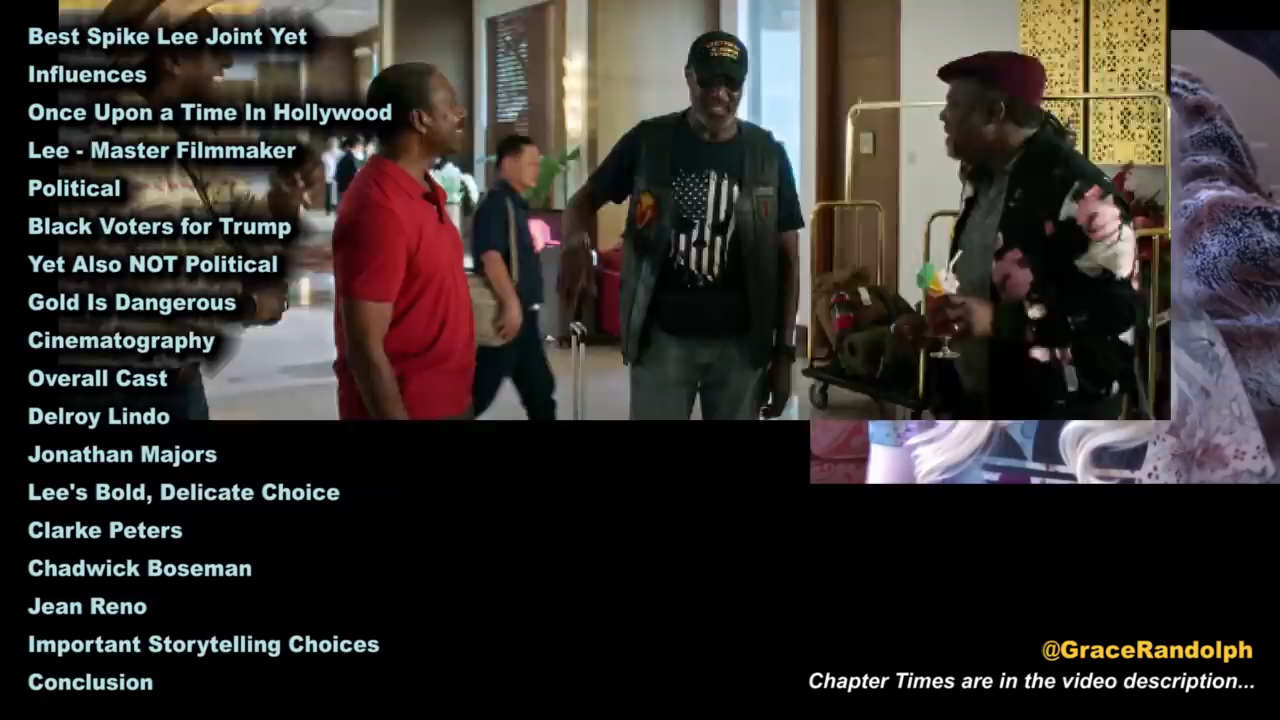 Best Spike Lee Joint Yet
Influences
Once Upon a Time In Hollywood
Lee - Master Filmmaker
Political
Black Voters for Trump
Yet Also NOT Political
Gold Is Dangerous
Cinematography
Overall Cast
Delroy Lindo
Jonathan Majors
Lee's Bold, Delicate Choice
Clarke Peters
Chadwick Boseman
Jean Reno
Important Storytelling Choices
Conclusion
@GraceRandolph
Chapter Times are in the video description...